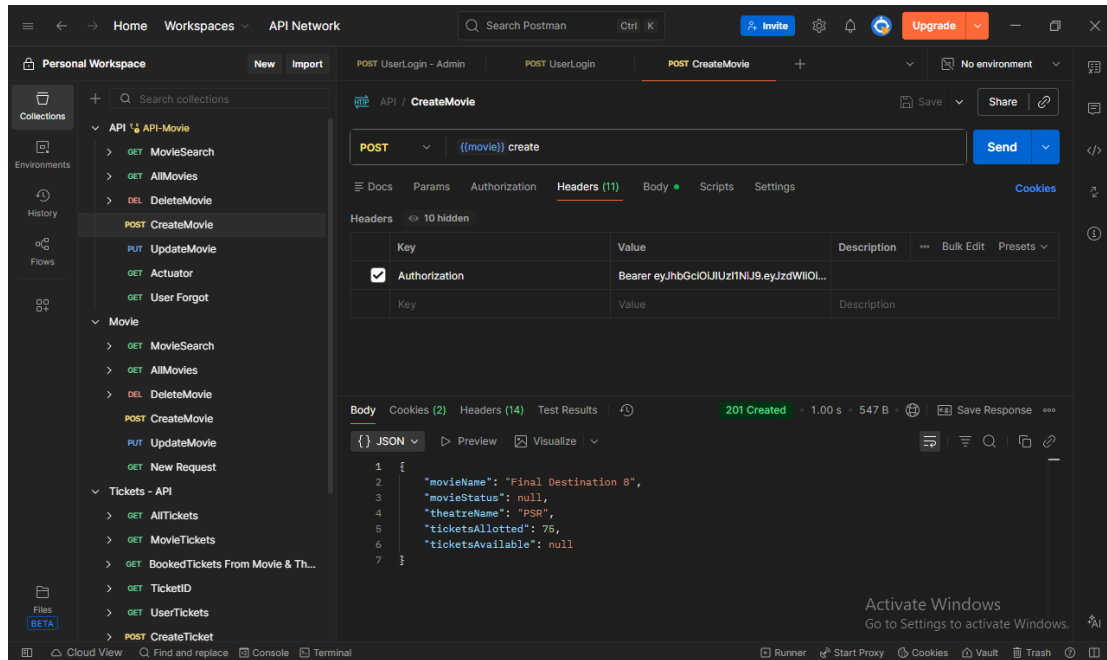 Home Workspaces API Network Search Postman Ctrl K Invite Upgrade
Personal Workspace New Import
POST UserLogin - Admin POST UserLogin POST CreateMovie No environment
Collections
Environments
History
Flows
Files
BETA
Search collections
API API-Movie
GET MovieSearch
GET AllMovies
DEL DeleteMovie
POST CreateMovie
PUT UpdateMovie
GET Actuator
GET User Forgot
Movie
GET MovieSearch
GET AllMovies
DEL DeleteMovie
POST CreateMovie
PUT UpdateMovie
GET New Request
Tickets - API
GET AllTickets
GET MovieTickets
GET BookedTickets From Movie & Th...
GET TicketID
GET UserTickets
POST CreateTicket
HTTP API / CreateMovie Save Share
POST {{movie}} create Send
Docs Params Authorization Headers (11) Body Scripts Settings Cookies
Headers 10 hidden
Key Value Description Bulk Edit Presets
Authorization Bearer eyJhbGciOiJIUzI1NiJ9.eyJzdWIiOi...
Key Value Description
Body Cookies (2) Headers (14) Test Results 201 Created 1.00 s 547 B Save Response
{} JSON Preview Visualize
1 {
2 "movieName": "Final Destination 8",
3 "movieStatus": null,
4 "theatreName": "PSR",
5 "ticketsAllotted": 75,
6 "ticketsAvailable": null
7 }
Activate Windows
Go to Settings to activate Windows.
AI
Cloud View Find and replace Console Terminal Runner Start Proxy Cookies Vault Trash